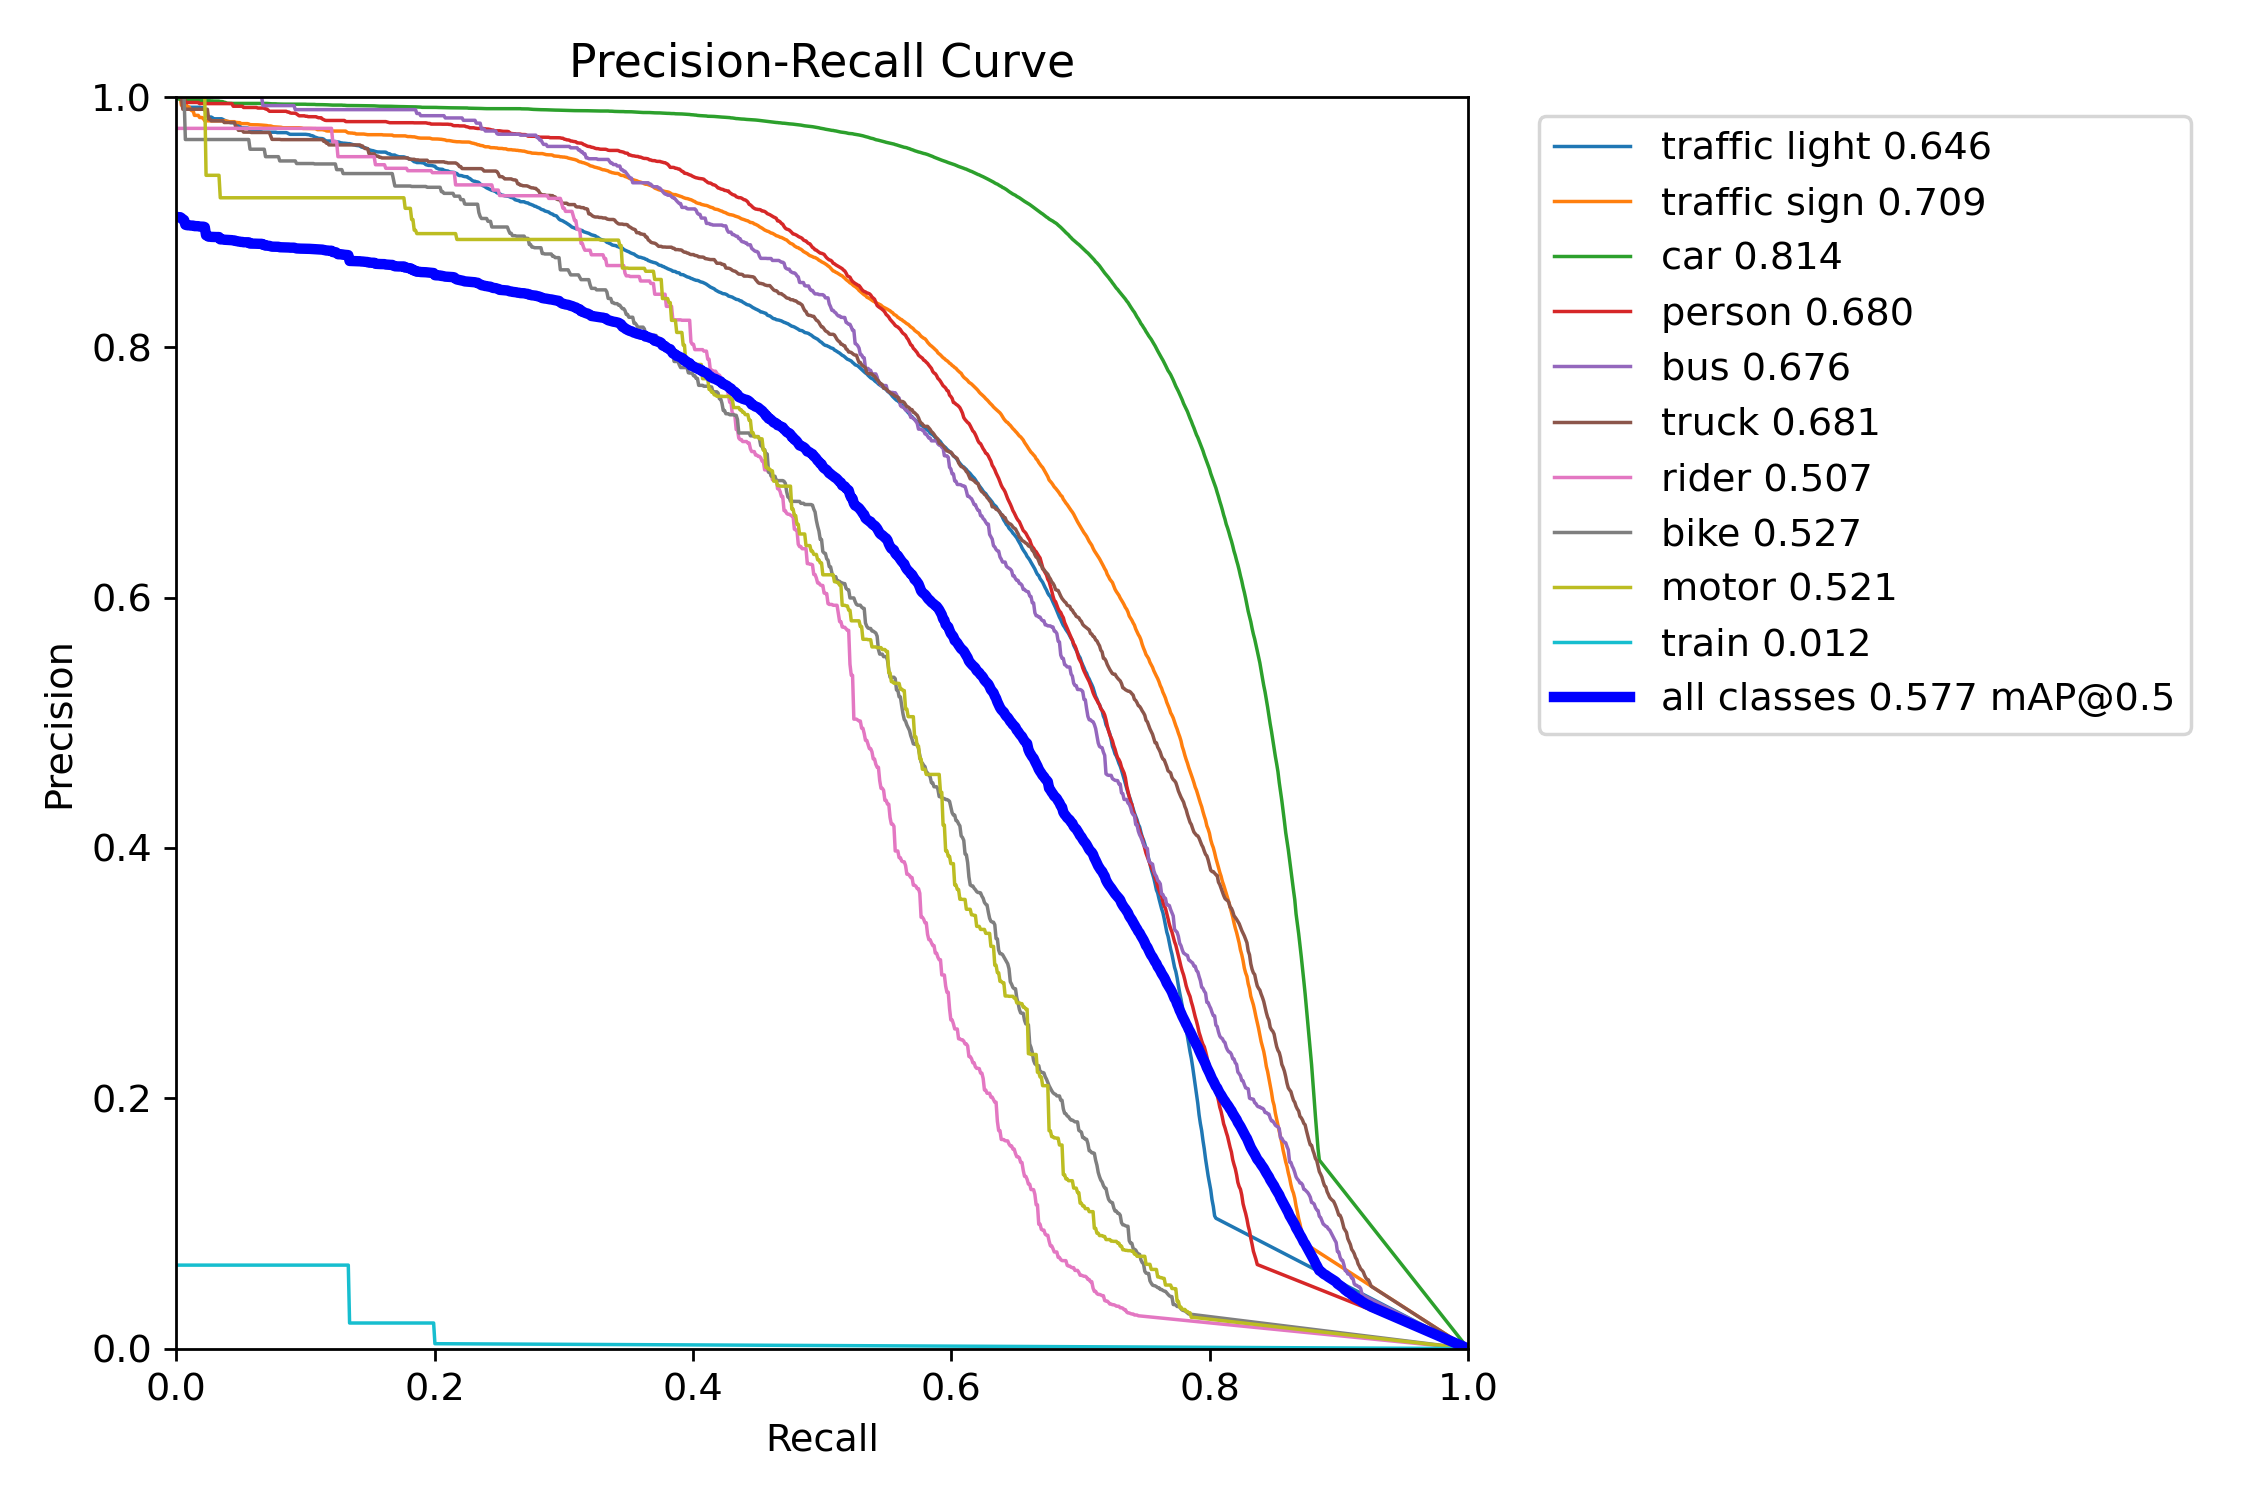 Precision-Recall Curve
1.0
0.8
0.6
0.4
0.2
0.0
Precision
0.0 0.2 0.4 0.6 0.8 1.0
Recall
traffic light 0.646
traffic sign 0.709
car 0.814
person 0.680
bus 0.676
truck 0.681
rider 0.507
bike 0.527
motor 0.521
train 0.012
all classes 0.577 mAP@0.5